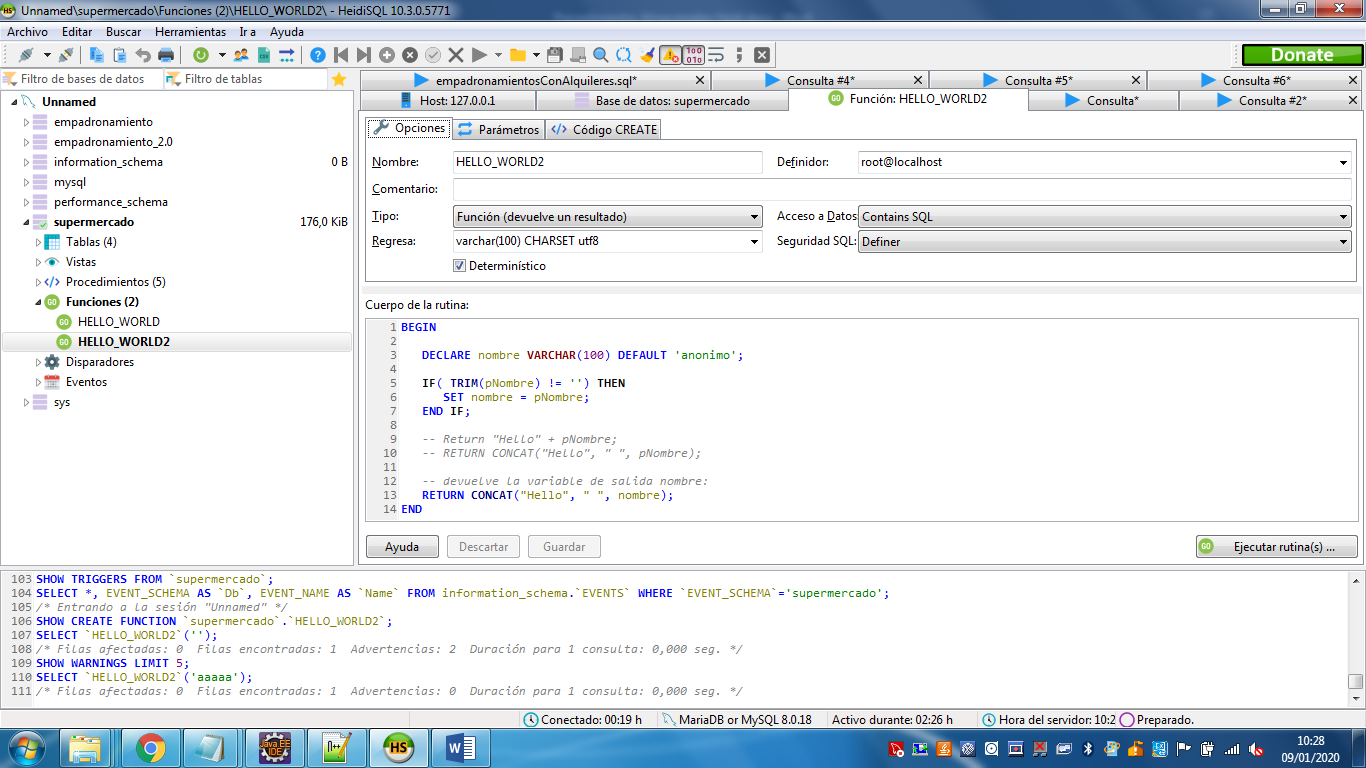 Unnamed\supermercado\Funciones (2)\HELLO_WORLD2\ - HeidiSQL 10.3.0.5771
Archivo Editar Buscar Herramientas Ir a Ayuda
Donate
Filtro de bases de datos Filtro de tablas
Unnamed
empadronamiento
empadronamiento_2.0
information_schema 0 B
mysql
performance_schema
supermercado 176,0 KiB
Tablas (4)
Vistas
Procedimientos (5)
Funciones (2)
HELLO_WORLD
HELLO_WORLD2
Disparadores
Eventos
sys
empadronamientosConAlquileres.sql* Consulta #4* Consulta #5* Consulta #6*
Host: 127.0.0.1 Base de datos: supermercado Función: HELLO_WORLD2 Consulta* Consulta #2*
Opciones Parámetros Código CREATE
Nombre: HELLO_WORLD2 Definidor: root@localhost
Comentario:
Tipo: Función (devuelve un resultado) Acceso a Datos: Contains SQL
Regresa: varchar(100) CHARSET utf8 Seguridad SQL: Definer
Determinístico
Cuerpo de la rutina:
1 BEGIN
2
3 DECLARE nombre VARCHAR(100) DEFAULT 'anonimo';
4
5 IF( TRIM(pNombre) != '') THEN
6 SET nombre = pNombre;
7 END IF;
8
9 -- Return "Hello" + pNombre;
10 -- RETURN CONCAT("Hello", " ", pNombre);
11
12 -- devuelve la variable de salida nombre:
13 RETURN CONCAT("Hello", " ", nombre);
14 END
Ayuda Descartar Guardar Ejecutar rutina(s) ...
103 SHOW TRIGGERS FROM `supermercado`;
104 SELECT *, EVENT_SCHEMA AS `Db`, EVENT_NAME AS `Name` FROM information_schema.`EVENTS` WHERE `EVENT_SCHEMA`='supermercado';
105 /* Entrando a la sesión "Unnamed" */
106 SHOW CREATE FUNCTION `supermercado`.`HELLO_WORLD2`;
107 SELECT `HELLO_WORLD2`('');
108 /* Filas afectadas: 0 Filas encontradas: 1 Advertencias: 2 Duración para 1 consulta: 0,000 seg. */
109 SHOW WARNINGS LIMIT 5;
110 SELECT `HELLO_WORLD2`('aaaaa');
111 /* Filas afectadas: 0 Filas encontradas: 1 Advertencias: 0 Duración para 1 consulta: 0,000 seg. */
Conectado: 00:19 h MariaDB or MySQL 8.0.18 Activo durante: 02:26 h Hora del servidor: 10:2 Preparado.
10:28
09/01/2020